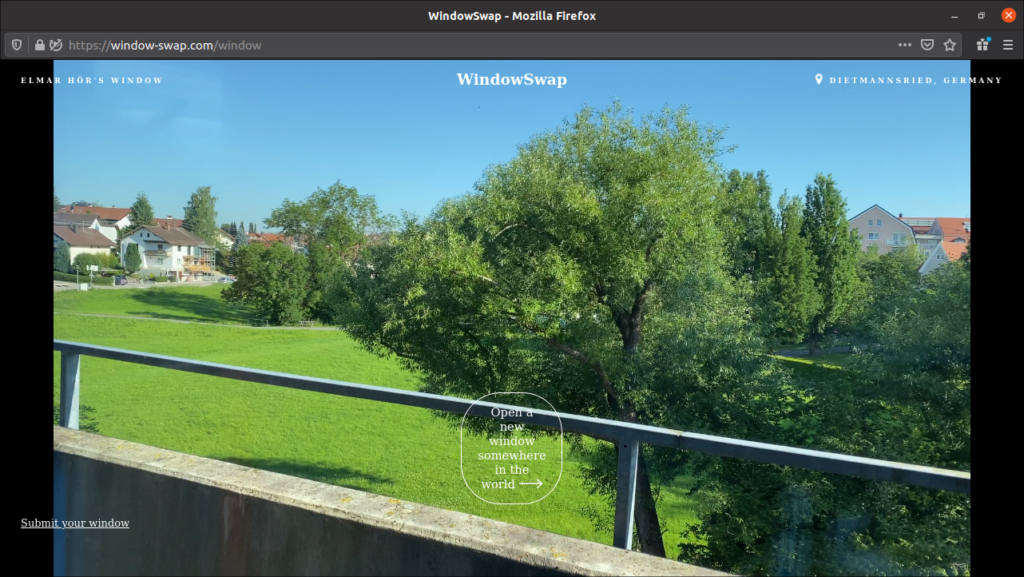 WindowSwap - Mozilla Firefox
https://window-swap.com/window
ELMAR HÖR'S WINDOW
WindowSwap
DIETMANNSRIED, GERMANY
Open a
new
window
somewhere
in the
world →
Submit your window